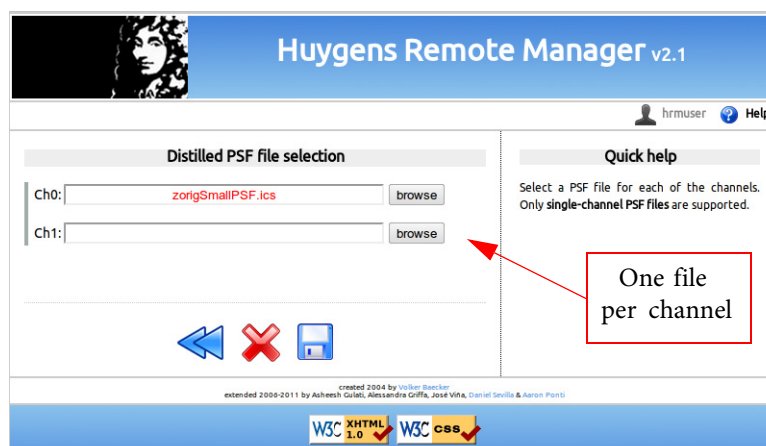 Huygens Remote Manager v2.1
hrmuser Help
Distilled PSF file selection
Ch0: zorigSmallPSF.ics browse
Ch1: browse
Quick help
Select a PSF file for each of the channels.
Only single-channel PSF files are supported.
One file
per channel
created 2004 by Volker Baecker
extended 2006-2011 by Asheesh Gulati, Alessandra Griffa, José Viña, Daniel Sevilla & Aaron Ponti
W3C XHTML 1.0 W3C css